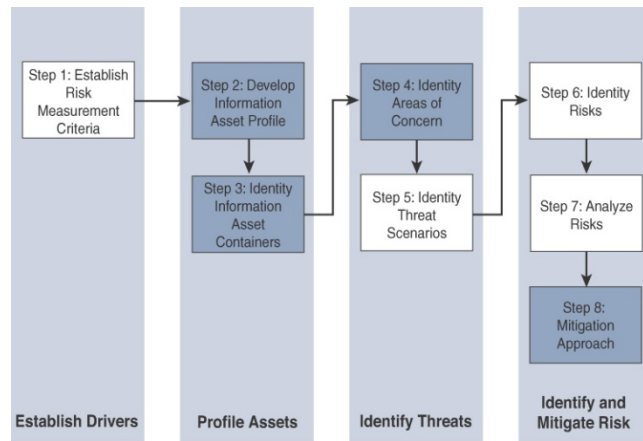 Step 1: Establish
Risk
Measurement
Criteria
Step 2: Develop
Information
Asset Profile
Step 3: Identity
Information
Asset
Containers
Step 4: Identity
Areas of
Concern
Step 5: Identity
Threat
Scenarios
Step 6: Identity
Risks
Step 7: Analyze
Risks
Step 8:
Mitigation
Approach
Establish Drivers
Profile Assets
Identify Threats
Identify and
Mitigate Risk